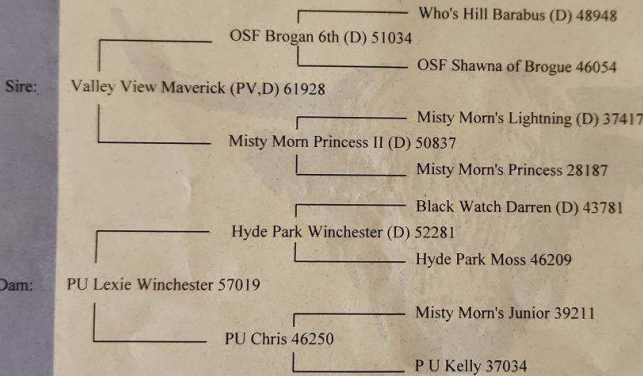 Who's Hill Barabus (D) 48948
OSF Brogan 6th (D) 51034
OSF Shawna of Brogue 46054
Sire: Valley View Maverick (PV,D) 61928
Misty Morn's Lightning (D) 37417
Misty Morn Princess II (D) 50837
Misty Morn's Princess 28187
Black Watch Darren (D) 43781
Hyde Park Winchester (D) 52281
Hyde Park Moss 46209
Dam: PU Lexie Winchester 57019
Misty Morn's Junior 39211
PU Chris 46250
P U Kelly 37034